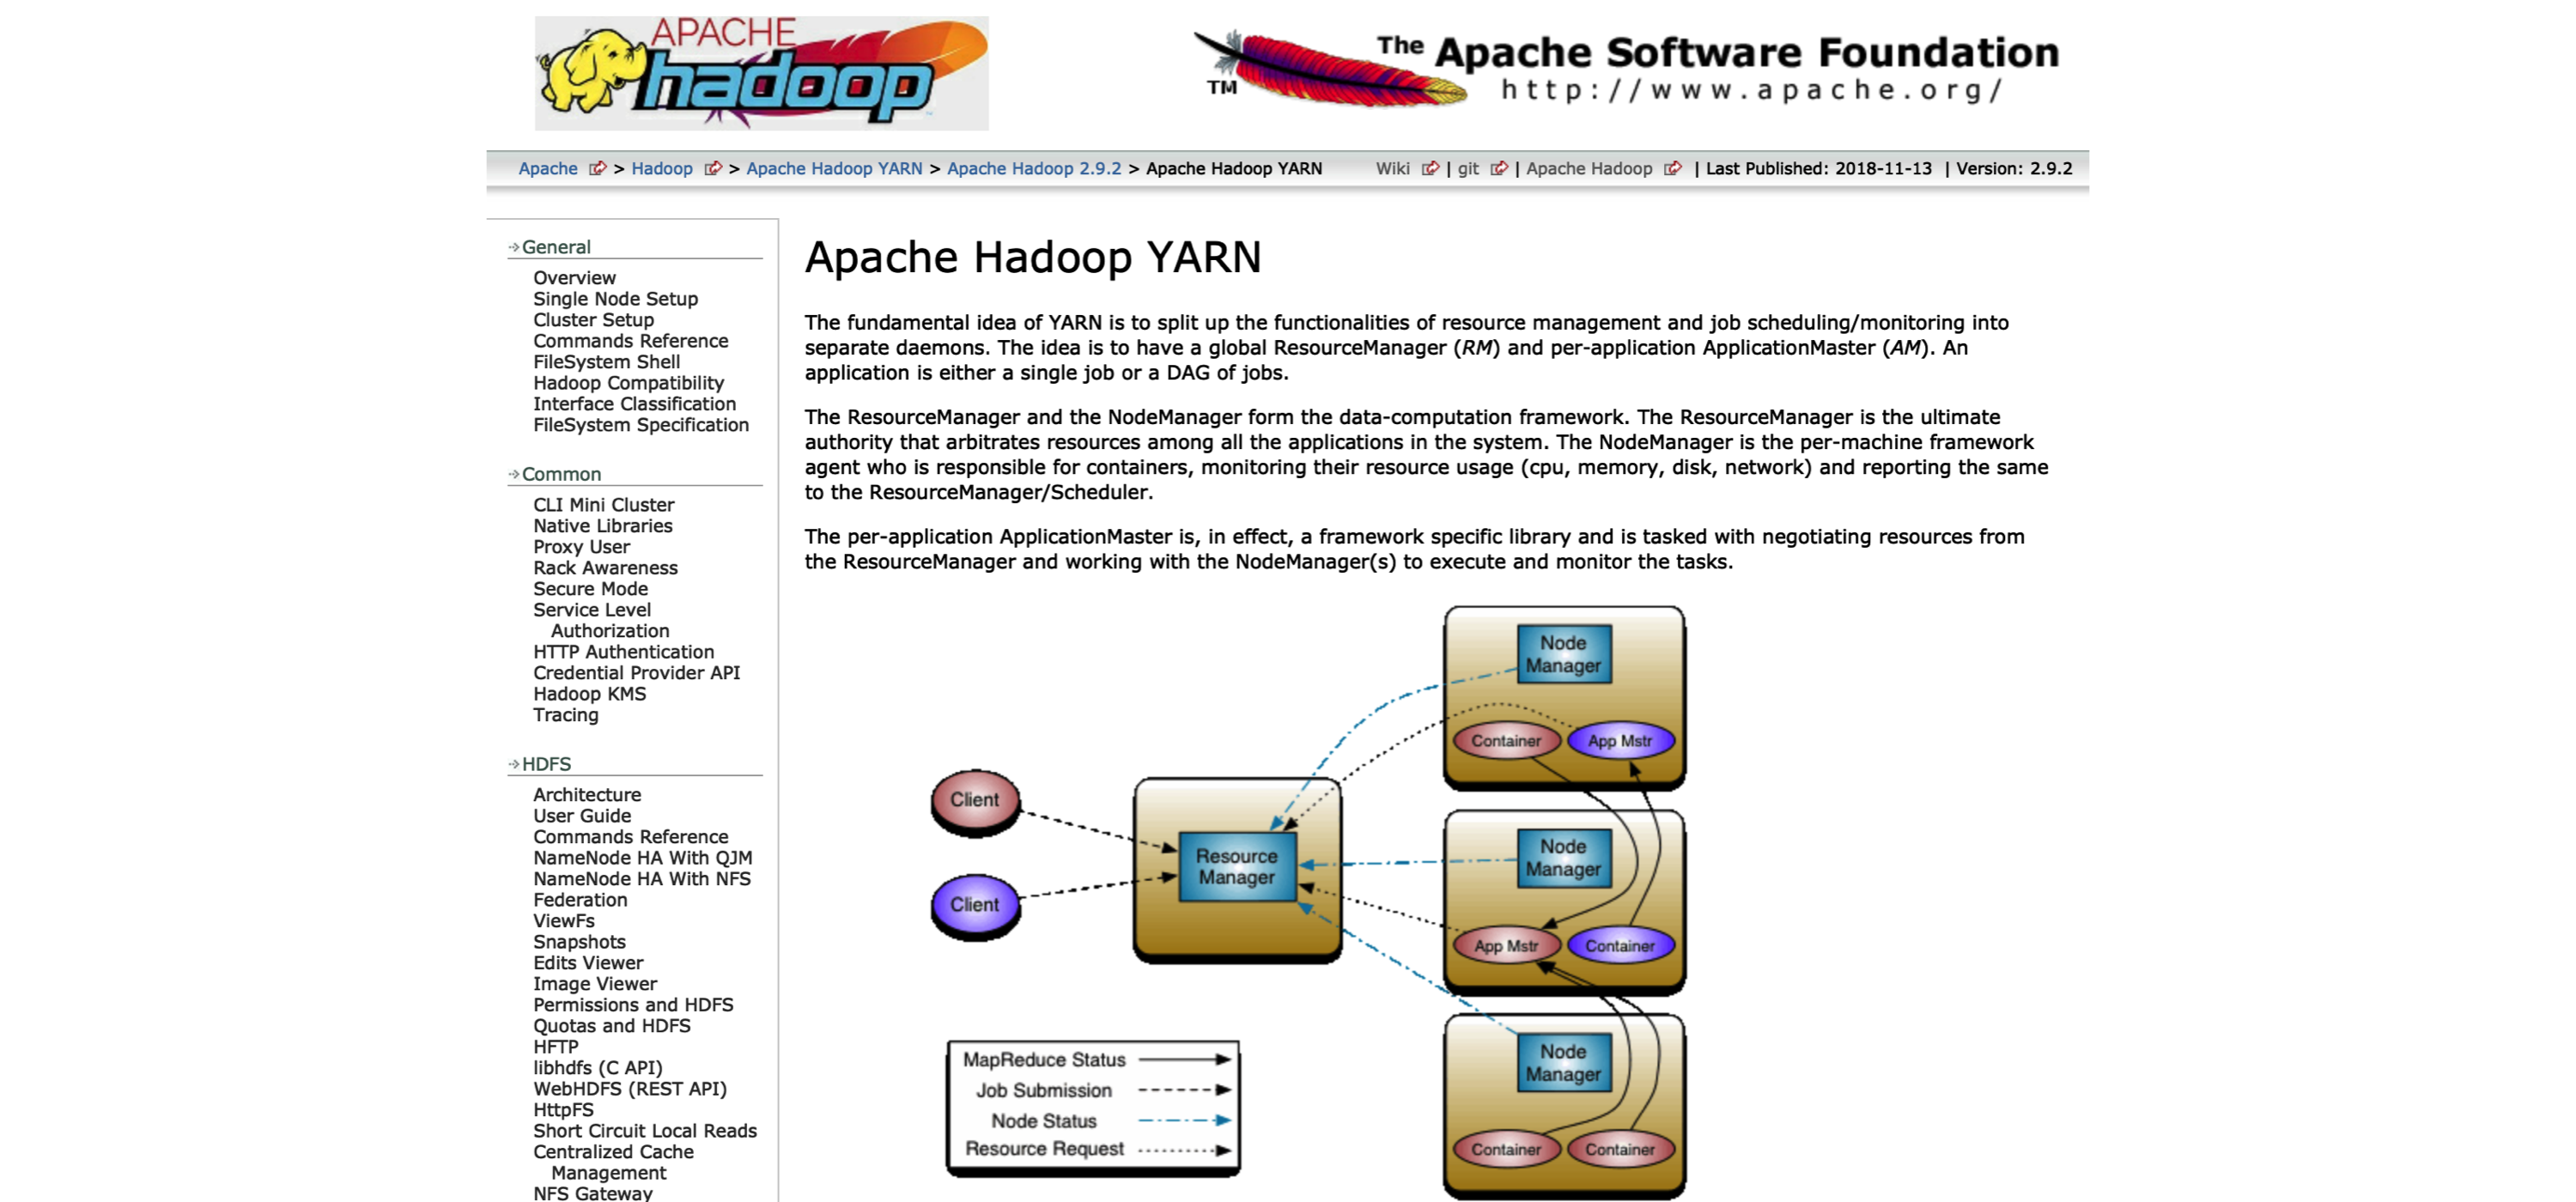 APACHE
hadoop
TM
The Apache Software Foundation
http://www.apache.org/
Apache > Hadoop > Apache Hadoop YARN > Apache Hadoop 2.9.2 > Apache Hadoop YARN
Wiki | git | Apache Hadoop | Last Published: 2018-11-13 | Version: 2.9.2
General
Overview
Single Node Setup
Cluster Setup
Commands Reference
FileSystem Shell
Hadoop Compatibility
Interface Classification
FileSystem Specification
Common
CLI Mini Cluster
Native Libraries
Proxy User
Rack Awareness
Secure Mode
Service Level
Authorization
HTTP Authentication
Credential Provider API
Hadoop KMS
Tracing
HDFS
Architecture
User Guide
Commands Reference
NameNode HA With QJM
NameNode HA With NFS
Federation
ViewFs
Snapshots
Edits Viewer
Image Viewer
Permissions and HDFS
Quotas and HDFS
HFTP
libhdfs (C API)
WebHDFS (REST API)
HttpFS
Short Circuit Local Reads
Centralized Cache
Management
NFS Gateway
Apache Hadoop YARN
The fundamental idea of YARN is to split up the functionalities of resource management and job scheduling/monitoring into
separate daemons. The idea is to have a global ResourceManager (RM) and per-application ApplicationMaster (AM). An
application is either a single job or a DAG of jobs.
The ResourceManager and the NodeManager form the data-computation framework. The ResourceManager is the ultimate
authority that arbitrates resources among all the applications in the system. The NodeManager is the per-machine framework
agent who is responsible for containers, monitoring their resource usage (cpu, memory, disk, network) and reporting the same
to the ResourceManager/Scheduler.
The per-application ApplicationMaster is, in effect, a framework specific library and is tasked with negotiating resources from
the ResourceManager and working with the NodeManager(s) to execute and monitor the tasks.
Client
Client
Resource
Manager
Node
Manager
Container
App Mstr
Node
Manager
App Mstr
Container
Node
Manager
Container
Container
MapReduce Status
Job Submission
Node Status
Resource Request